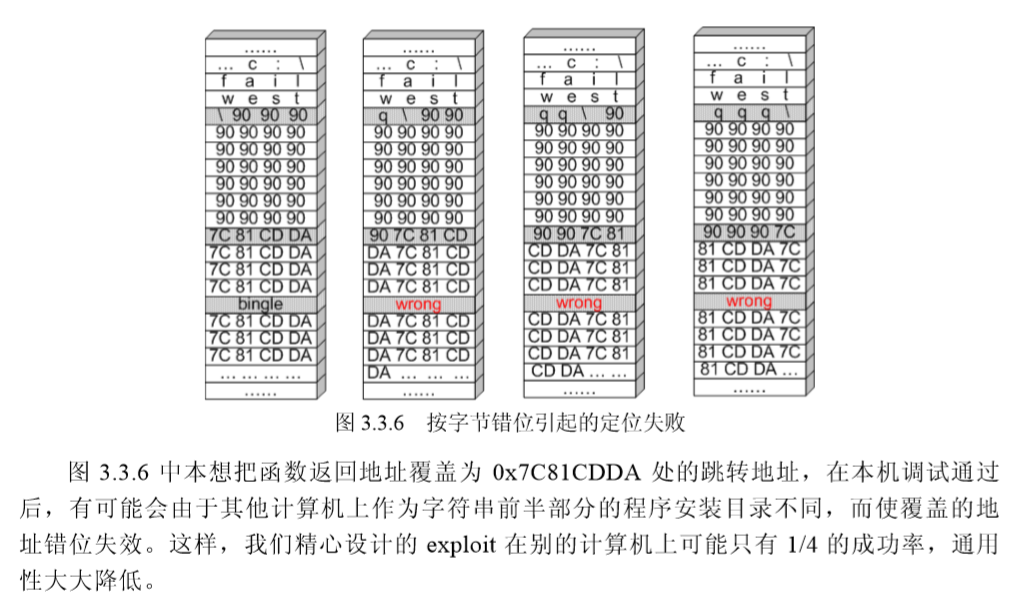 ……
... c : \
f a i l
w e s t
\ 90 90 90
90 90 90 90
90 90 90 90
90 90 90 90
90 90 90 90
90 90 90 90
90 90 90 90
7C 81 CD DA
7C 81 CD DA
7C 81 CD DA
7C 81 CD DA
bingle
7C 81 CD DA
7C 81 CD DA
7C 81 CD DA
... ... ... ...
……
……
... c : \
f a i l
w e s t
q \ 90 90
90 90 90 90
90 90 90 90
90 90 90 90
90 90 90 90
90 90 90 90
90 90 90 90
90 7C 81 CD
DA 7C 81 CD
DA 7C 81 CD
DA 7C 81 CD
wrong
DA 7C 81 CD
DA 7C 81 CD
DA 7C 81 CD
DA ... ... ...
……
……
... c : \
f a i l
w e s t
q q \ 90
90 90 90 90
90 90 90 90
90 90 90 90
90 90 90 90
90 90 90 90
90 90 90 90
90 90 7C 81
CD DA 7C 81
CD DA 7C 81
CD DA 7C 81
wrong
CD DA 7C 81
CD DA 7C 81
CD DA 7C 81
CD DA ... ...
……
……
... c : \
f a i l
w e s t
q q q \
90 90 90 90
90 90 90 90
90 90 90 90
90 90 90 90
90 90 90 90
90 90 90 90
90 90 90 7C
81 CD DA 7C
81 CD DA 7C
81 CD DA 7C
wrong
81 CD DA 7C
81 CD DA 7C
81 CD DA 7C
81 CD DA ...
……
图 3.3.6 按字节错位引起的定位失败
图 3.3.6 中本想把函数返回地址覆盖为 0x7C81CDDA 处的跳转地址，在本机调试通过
后，有可能会由于其他计算机上作为字符串前半部分的程序安装目录不同，而使覆盖的地
址错位失效。这样，我们精心设计的 exploit 在别的计算机上可能只有 1/4 的成功率，通用
性大大降低。